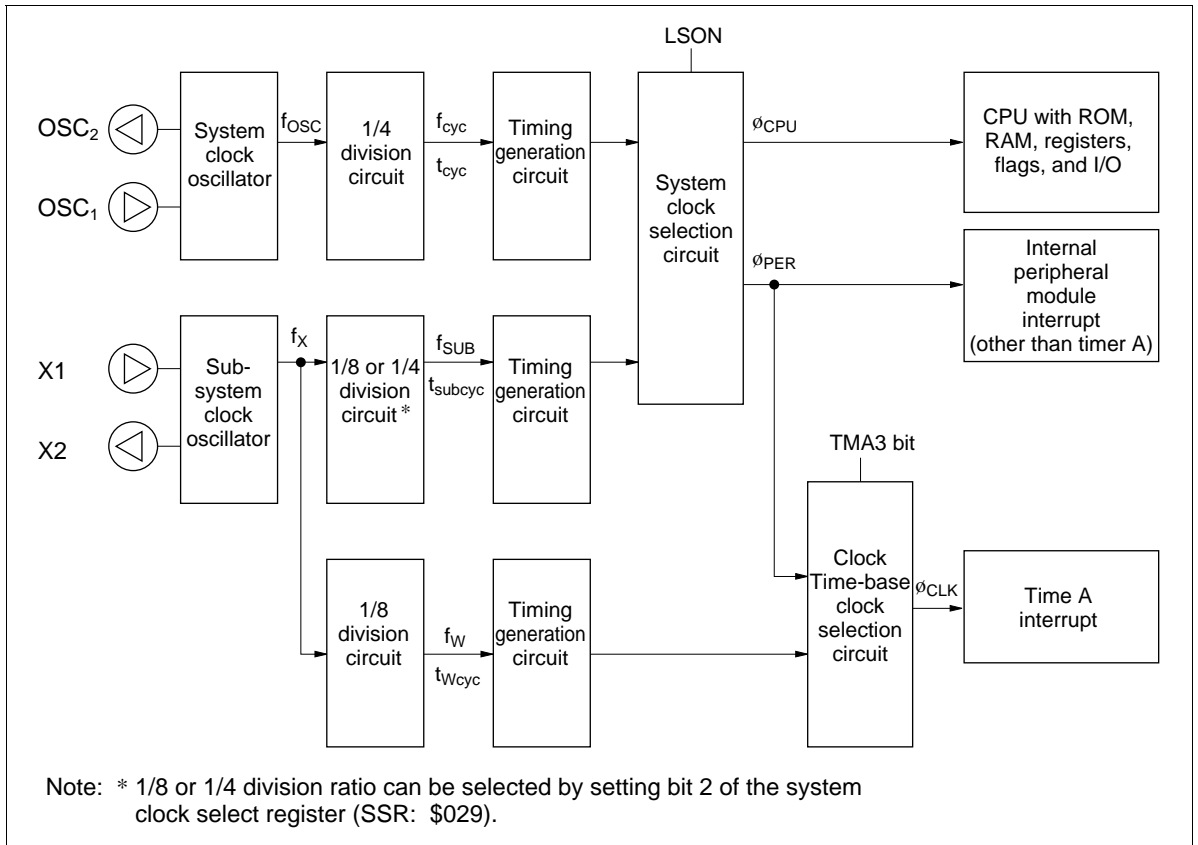 LSON
OSC2
OSC1
System
clock
oscillator
fOSC
1/4
division
circuit
fcyc
tcyc
Timing
generation
circuit
System
clock
selection
circuit
øCPU
øPER
CPU with ROM,
RAM, registers,
flags, and I/O
Internal
peripheral
module
interrupt
(other than timer A)
X1
X2
Sub-
system
clock
oscillator
fX
1/8 or 1/4
division
circuit *
fSUB
tsubcyc
Timing
generation
circuit
TMA3 bit
1/8
division
circuit
fW
tWcyc
Timing
generation
circuit
Clock
Time-base
clock
selection
circuit
øCLK
Time A
interrupt
Note: * 1/8 or 1/4 division ratio can be selected by setting bit 2 of the system
clock select register (SSR: $029).